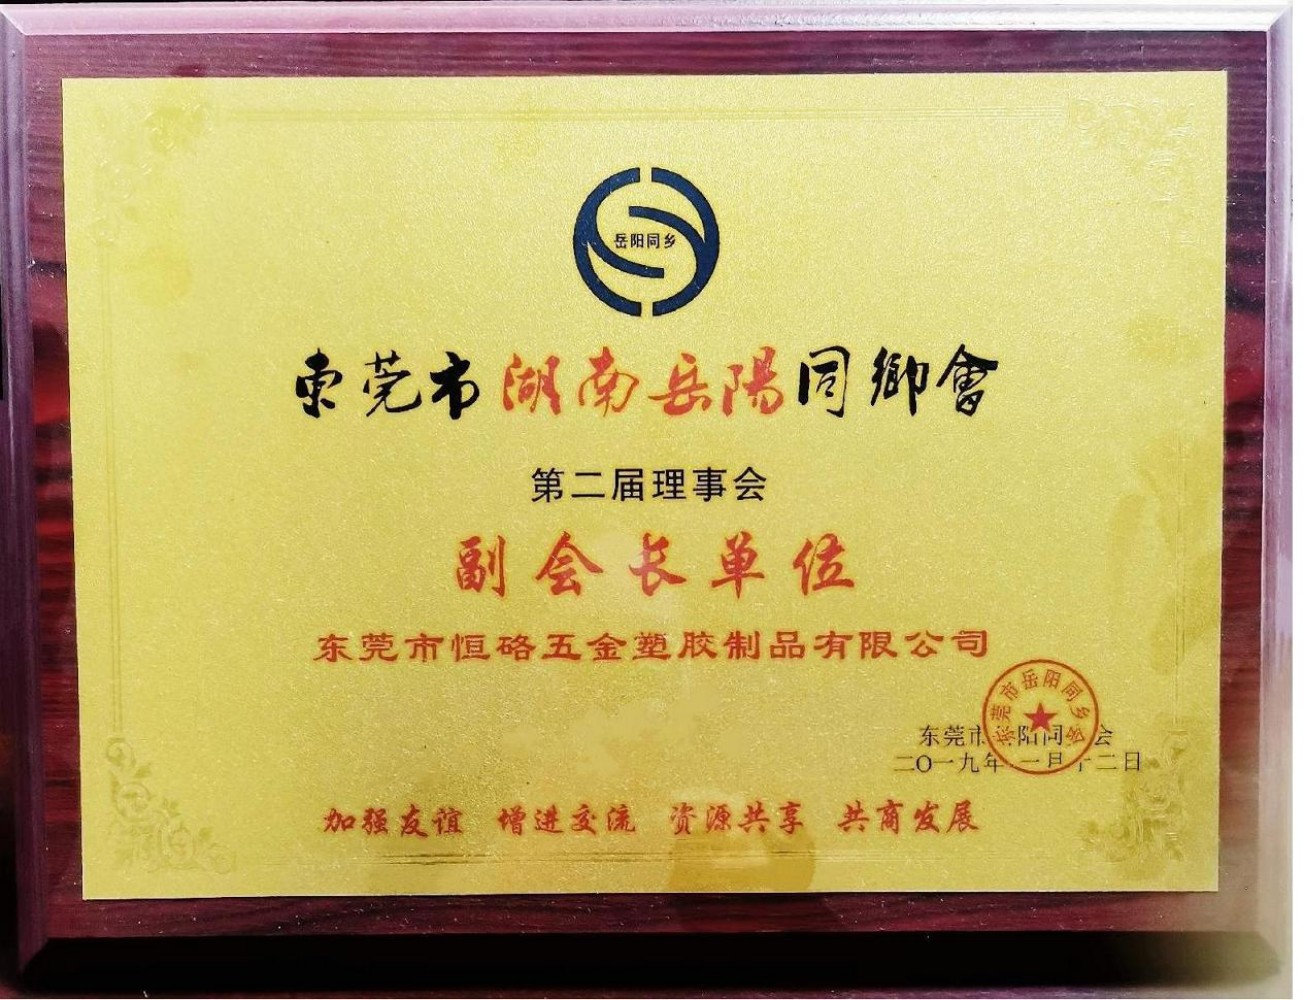 岳阳同乡
東莞市湖南岳陽同鄉會
第二届理事会
副会长单位
东莞市恒硌五金塑胶制品有限公司
东莞市岳阳同乡会
东莞市岳阳同乡会
二〇一九年一月十二日
加强友谊 增进交流 资源共享 共商发展